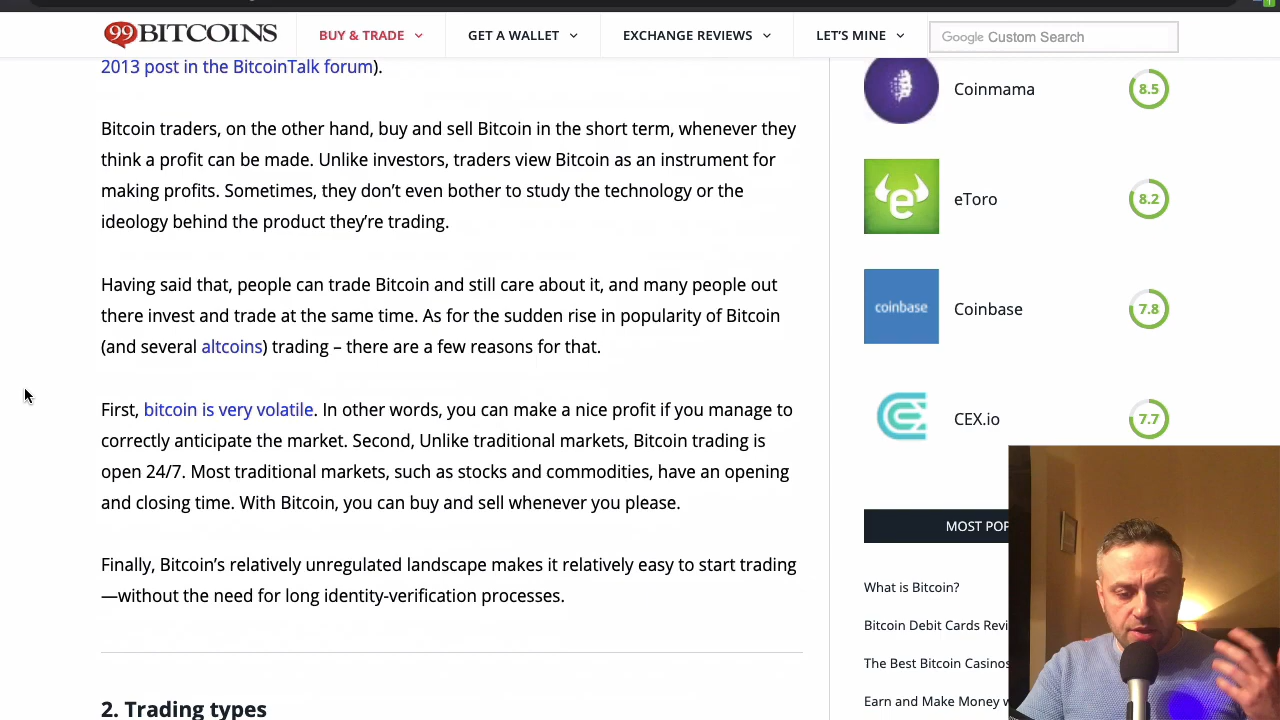 99BITCOINS
BUY & TRADE
GET A WALLET
EXCHANGE REVIEWS
LET'S MINE
Google Custom Search
2013 post in the BitcoinTalk forum).
Bitcoin traders, on the other hand, buy and sell Bitcoin in the short term, whenever they
think a profit can be made. Unlike investors, traders view Bitcoin as an instrument for
making profits. Sometimes, they don’t even bother to study the technology or the
ideology behind the product they’re trading.
Having said that, people can trade Bitcoin and still care about it, and many people out
there invest and trade at the same time. As for the sudden rise in popularity of Bitcoin
(and several altcoins) trading – there are a few reasons for that.
First, bitcoin is very volatile. In other words, you can make a nice profit if you manage to
correctly anticipate the market. Second, Unlike traditional markets, Bitcoin trading is
open 24/7. Most traditional markets, such as stocks and commodities, have an opening
and closing time. With Bitcoin, you can buy and sell whenever you please.
Finally, Bitcoin’s relatively unregulated landscape makes it relatively easy to start trading
—without the need for long identity-verification processes.
2. Trading types
Coinmama 8.5
e eToro 8.2
coinbase Coinbase 7.8
CEX.io 7.7
MOST POP
What is Bitcoin?
Bitcoin Debit Cards Revi
The Best Bitcoin Casinos
Earn and Make Money w